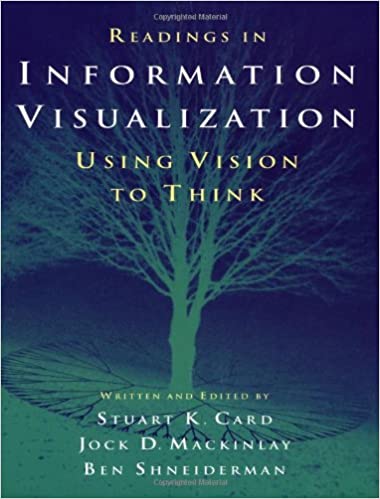 READINGS IN
INFORMATION
VISUALIZATION
USING VISION
TO THINK
WRITTEN AND EDITED BY
STUART K. CARD
JOCK D. MACKINLAY
BEN SHNEIDERMAN